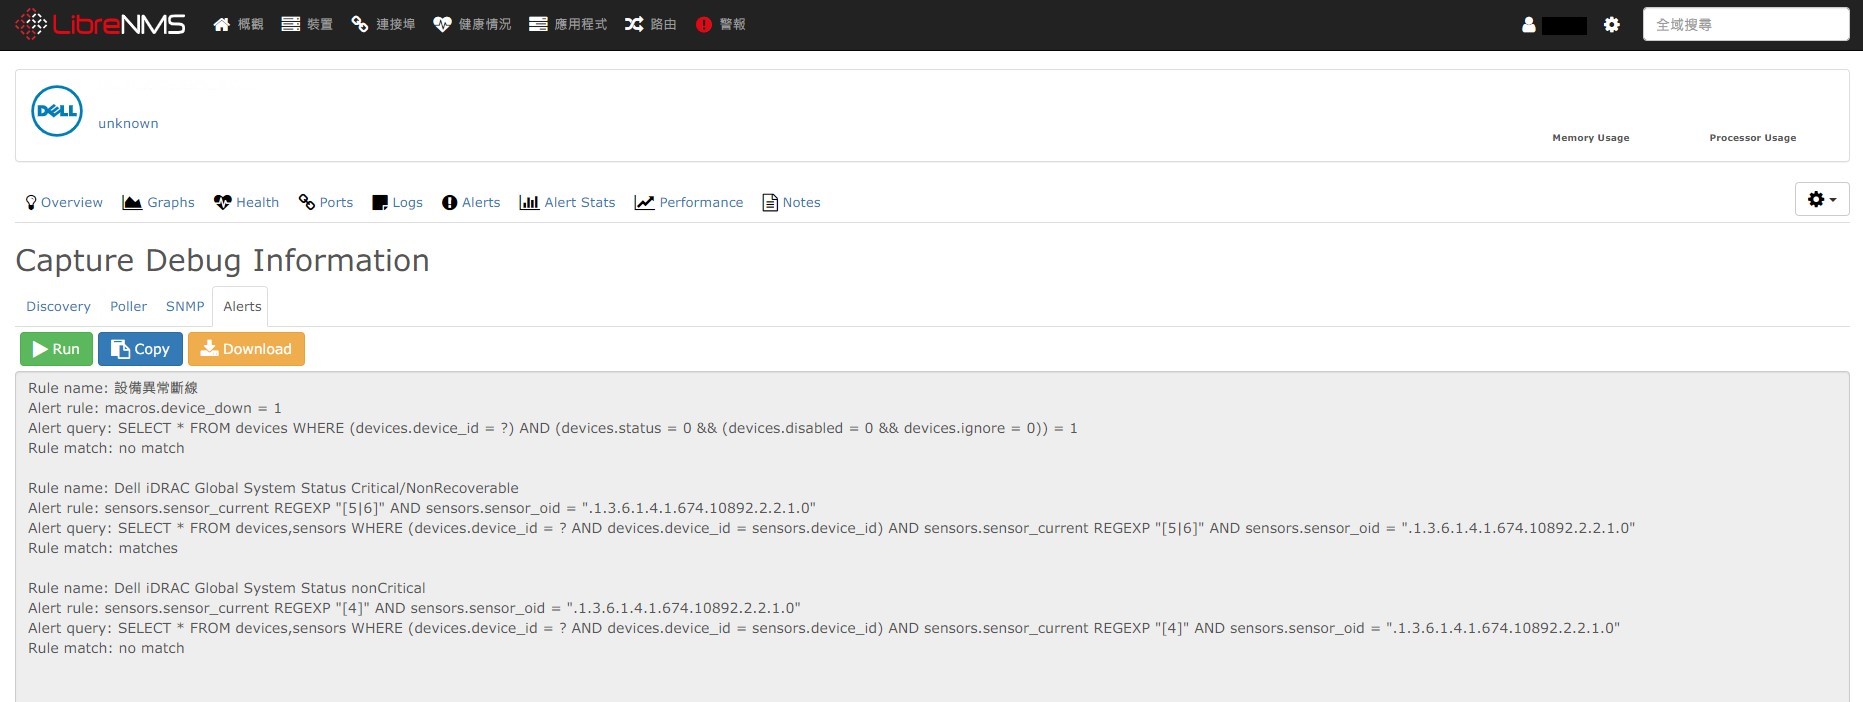 LibreNMS 概觀 裝置 連接埠 健康情況 應用程式 路由 警報 全域搜尋
DELL
unknown
Memory Usage Processor Usage
Overview Graphs Health Ports Logs Alerts Alert Stats Performance Notes
Capture Debug Information
Discovery Poller SNMP Alerts
Run Copy Download
Rule name: 設備異常斷線
Alert rule: macros.device_down = 1
Alert query: SELECT * FROM devices WHERE (devices.device_id = ?) AND (devices.status = 0 && (devices.disabled = 0 && devices.ignore = 0)) = 1
Rule match: no match
Rule name: Dell iDRAC Global System Status Critical/NonRecoverable
Alert rule: sensors.sensor_current REGEXP "[5|6]" AND sensors.sensor_oid = ".1.3.6.1.4.1.674.10892.2.2.1.0"
Alert query: SELECT * FROM devices,sensors WHERE (devices.device_id = ? AND devices.device_id = sensors.device_id) AND sensors.sensor_current REGEXP "[5|6]" AND sensors.sensor_oid = ".1.3.6.1.4.1.674.10892.2.2.1.0"
Rule match: matches
Rule name: Dell iDRAC Global System Status nonCritical
Alert rule: sensors.sensor_current REGEXP "[4]" AND sensors.sensor_oid = ".1.3.6.1.4.1.674.10892.2.2.1.0"
Alert query: SELECT * FROM devices,sensors WHERE (devices.device_id = ? AND devices.device_id = sensors.device_id) AND sensors.sensor_current REGEXP "[4]" AND sensors.sensor_oid = ".1.3.6.1.4.1.674.10892.2.2.1.0"
Rule match: no match